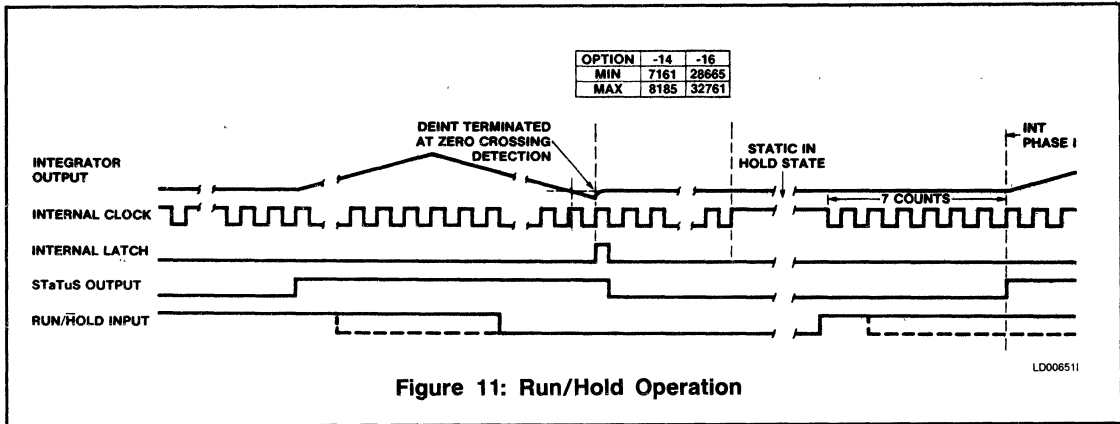 OPTION -14 -16
MIN 7161 28665
MAX 8185 32761
DEINT TERMINATED
AT ZERO CROSSING
DETECTION
INT
PHASE I
STATIC IN
HOLD STATE
INTEGRATOR
OUTPUT
7 COUNTS
INTERNAL CLOCK
INTERNAL LATCH
STaTuS OUTPUT
RUN/H̅OLD INPUT
LD00651I
Figure 11: Run/Hold Operation